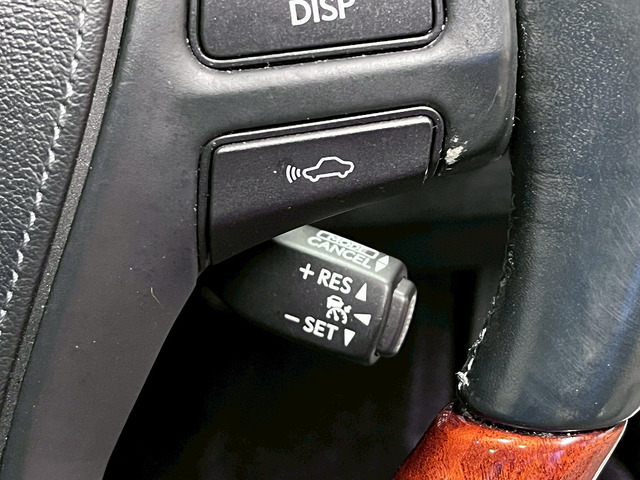 DISP
CANCEL
+ RES
– SET